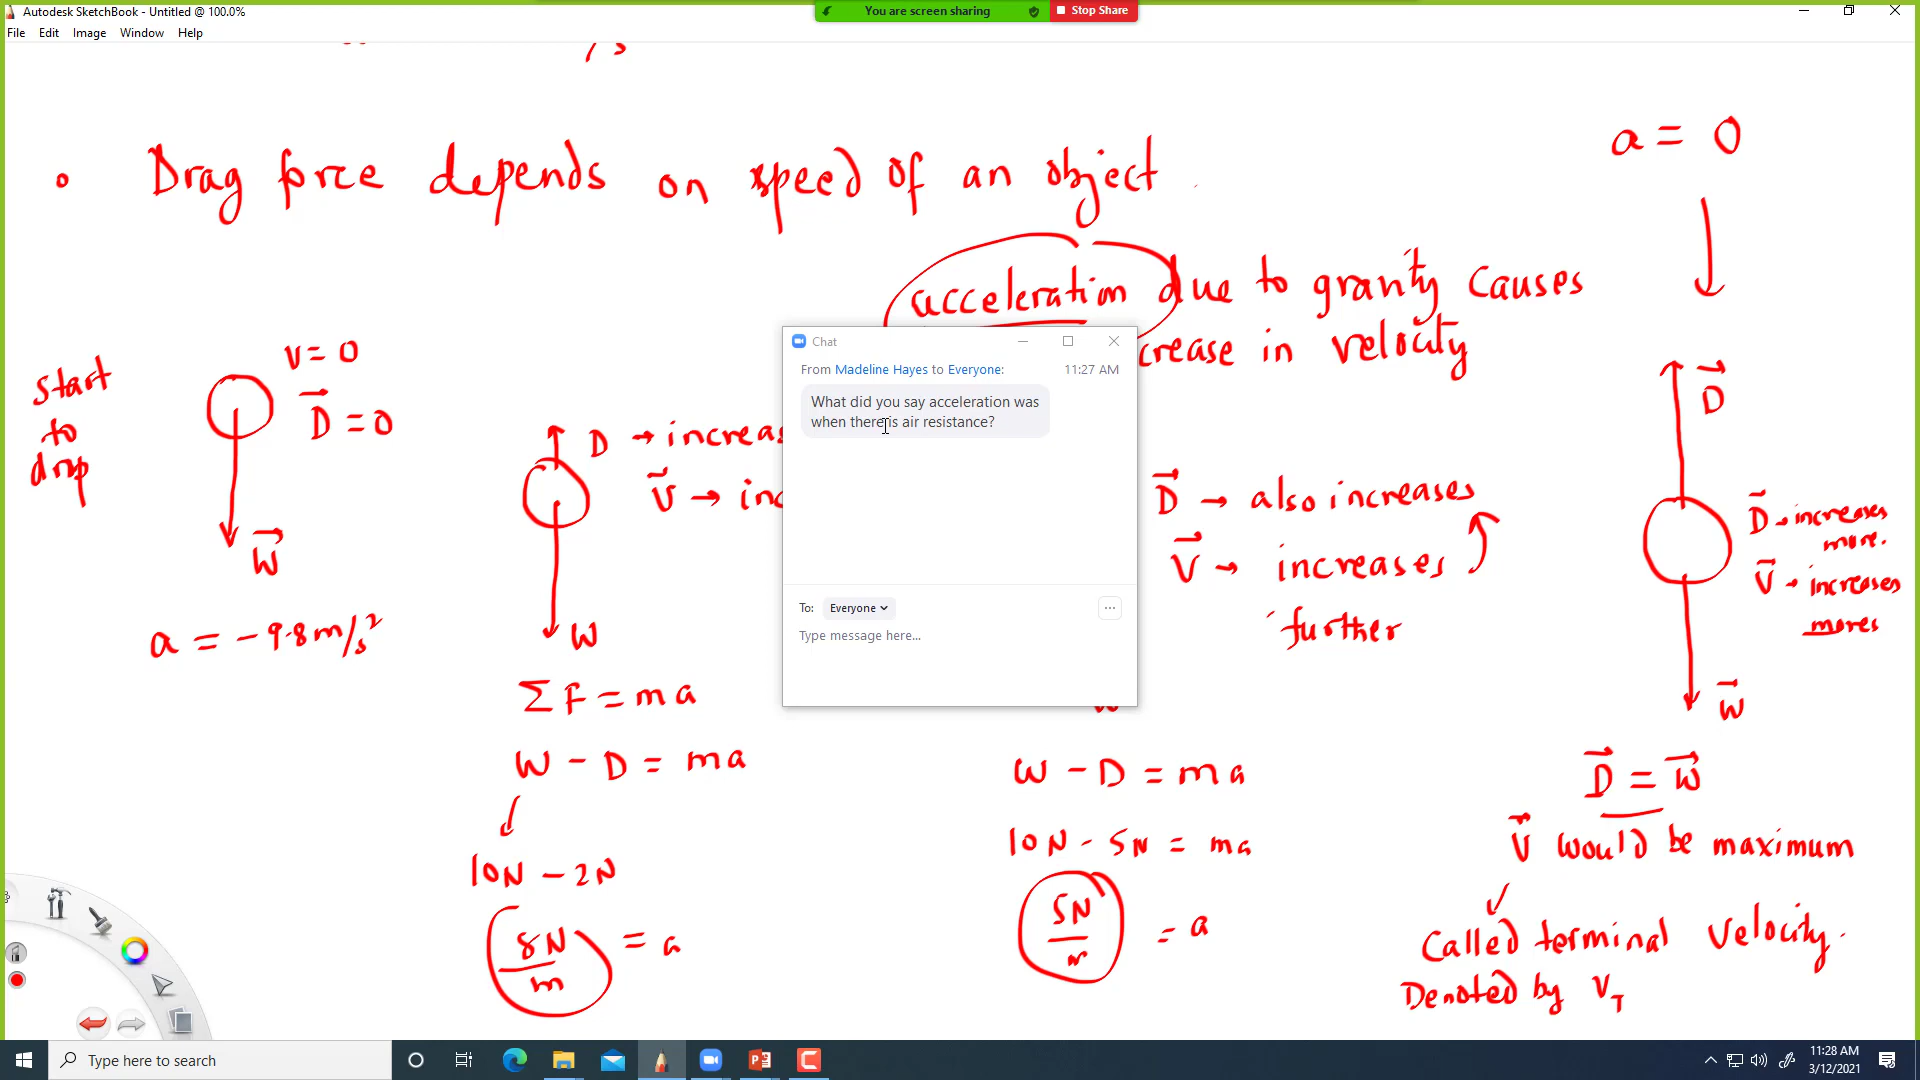 Autodesk SketchBook - Untitled @ 100.0%
You are screen sharing
Stop Share
File Edit Image Window Help
• Drag force depends on speed of an object.
a = 0
acceleration due to gravity causes
crease in velocity
start
to
drop
v = 0
D = 0
W
a = -9.8m/s²
D → increas
V → inc
W
ΣF = ma
W - D = ma
10N - 2N
8N/m = a
Chat
From Madeline Hayes to Everyone: 11:27 AM
What did you say acceleration was
when there is air resistance?
To: Everyone
Type message here...
D → also increases
V → increases
further
W
W - D = ma
10N - 5N = ma
5N/m = a
D
D → increases
more.
V → increases
mores
W
D = W
V would be maximum
Called terminal velocity.
Denoted by V_T
Type here to search
11:28 AM
3/12/2021